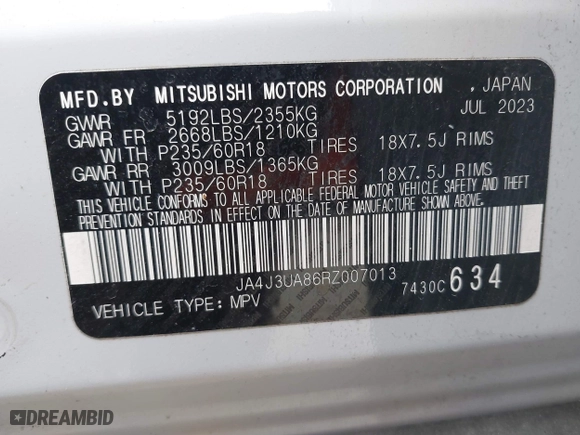 MFD.BY MITSUBISHI MOTORS CORPORATION , JAPAN
GVWR 5192LBS/2355KG JUL 2023
GAWR FR 2668LBS/1210KG
WITH P235/60R18 TIRES 18X7.5J RIMS
GAWR RR 3009LBS/1365KG
WITH P235/60R18 TIRES 18X7.5J RIMS
THIS VEHICLE CONFORMS TO ALL APPLICABLE FEDERAL MOTOR VEHICLE SAFETY AND THEFT
PREVENTION STANDARDS IN EFFECT ON THE DATE OF MANUFACTURE SHOWN ABOVE.
JA4J3UA86RZ007013
7430C 634
VEHICLE TYPE: MPV
DREAMBID